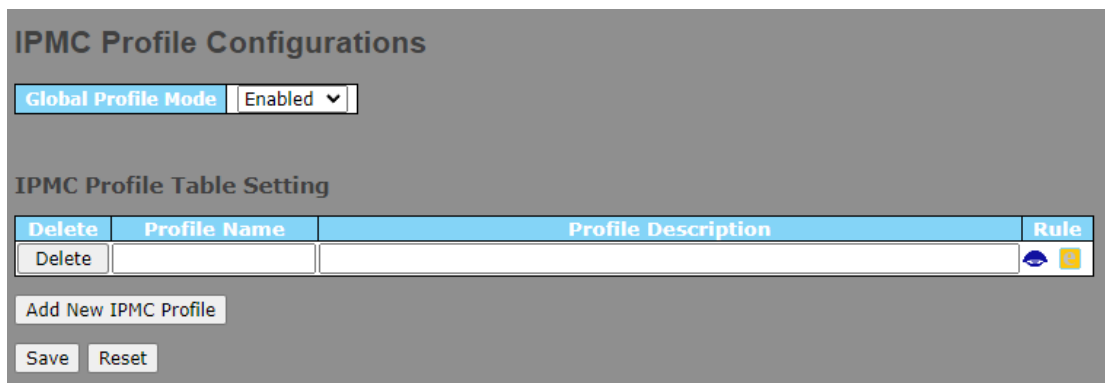 IPMC Profile Configurations
Global Profile Mode Enabled
IPMC Profile Table Setting
Delete Profile Name Profile Description Rule
Delete e
Add New IPMC Profile
Save Reset